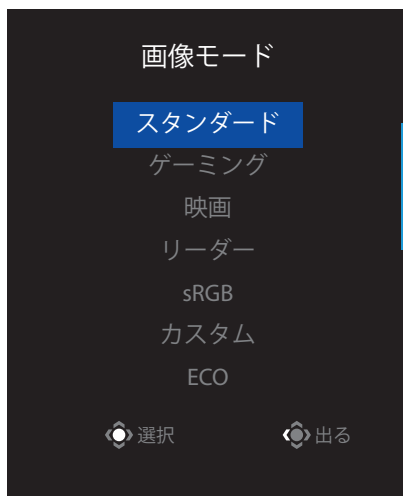 画像モード
スタンダード
ゲーミング
映画
リーダー
sRGB
カスタム
ECO
選択 出る